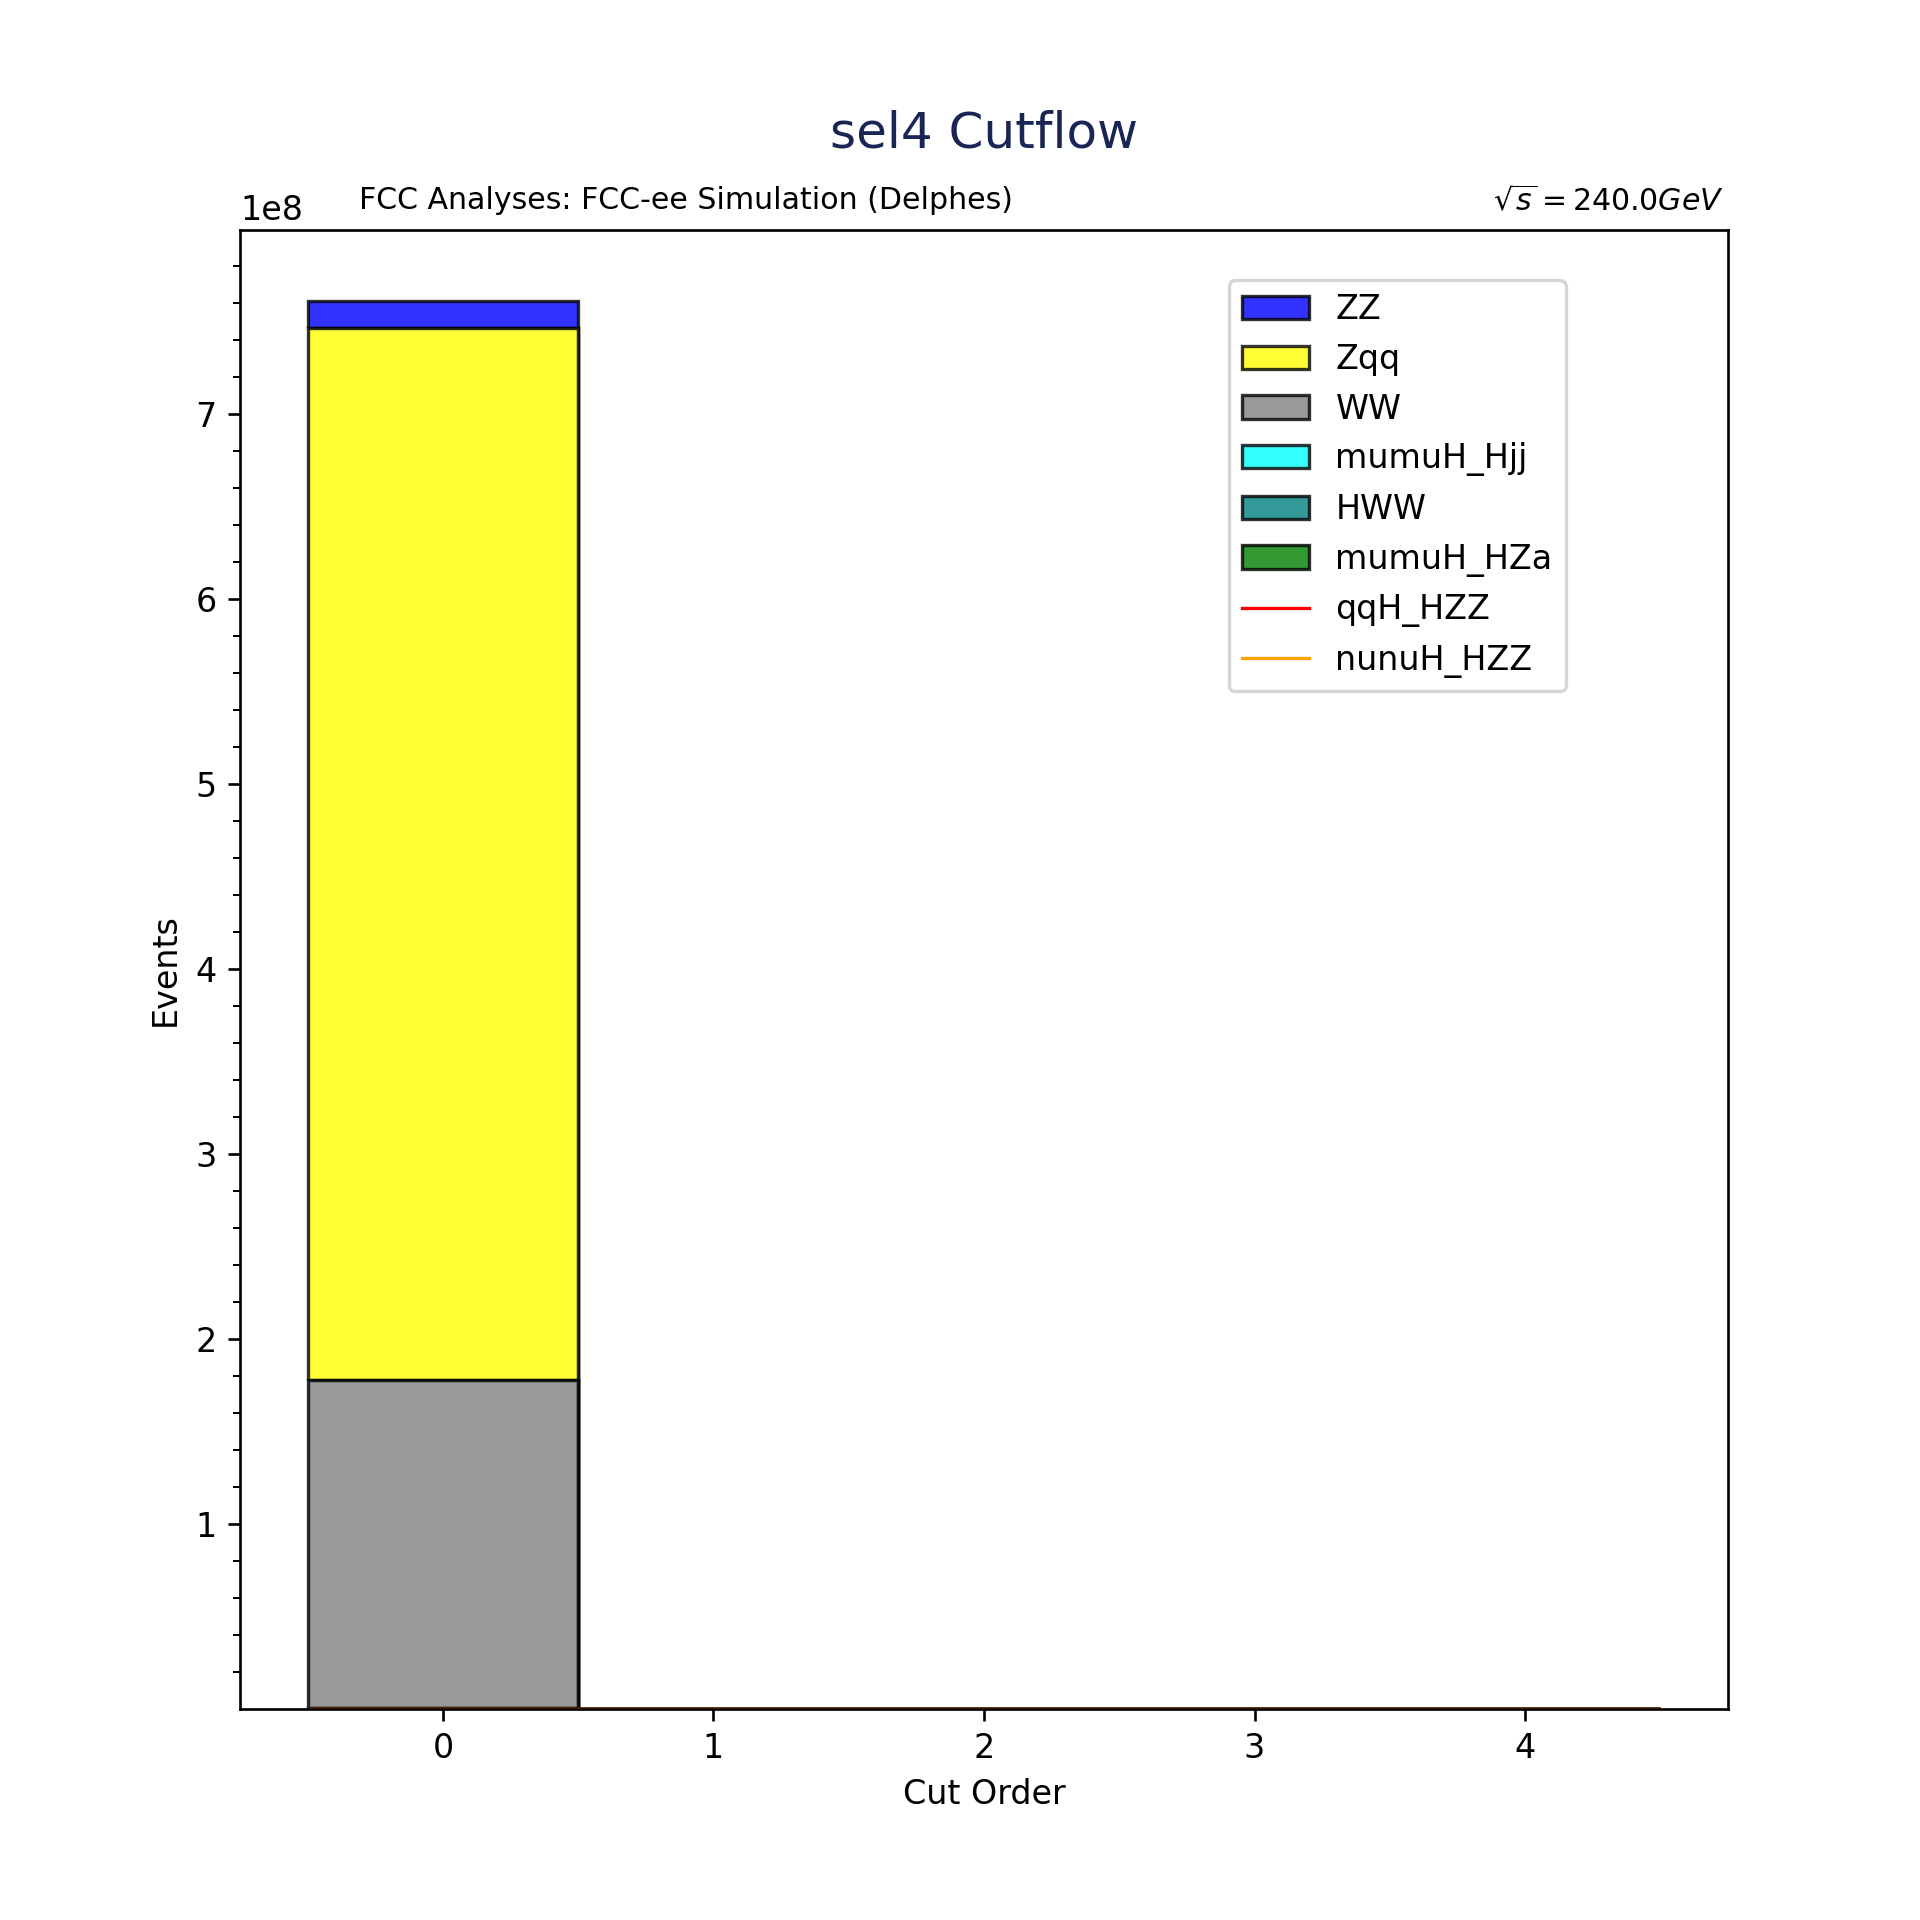 sel4 Cutflow
1e8
FCC Analyses: FCC-ee Simulation (Delphes)
√s = 240.0GeV
ZZ
Zqq
WW
mumuH_Hjj
HWW
mumuH_HZa
qqH_HZZ
nunuH_HZZ
7
6
5
4
3
2
1
Events
0 1 2 3 4
Cut Order